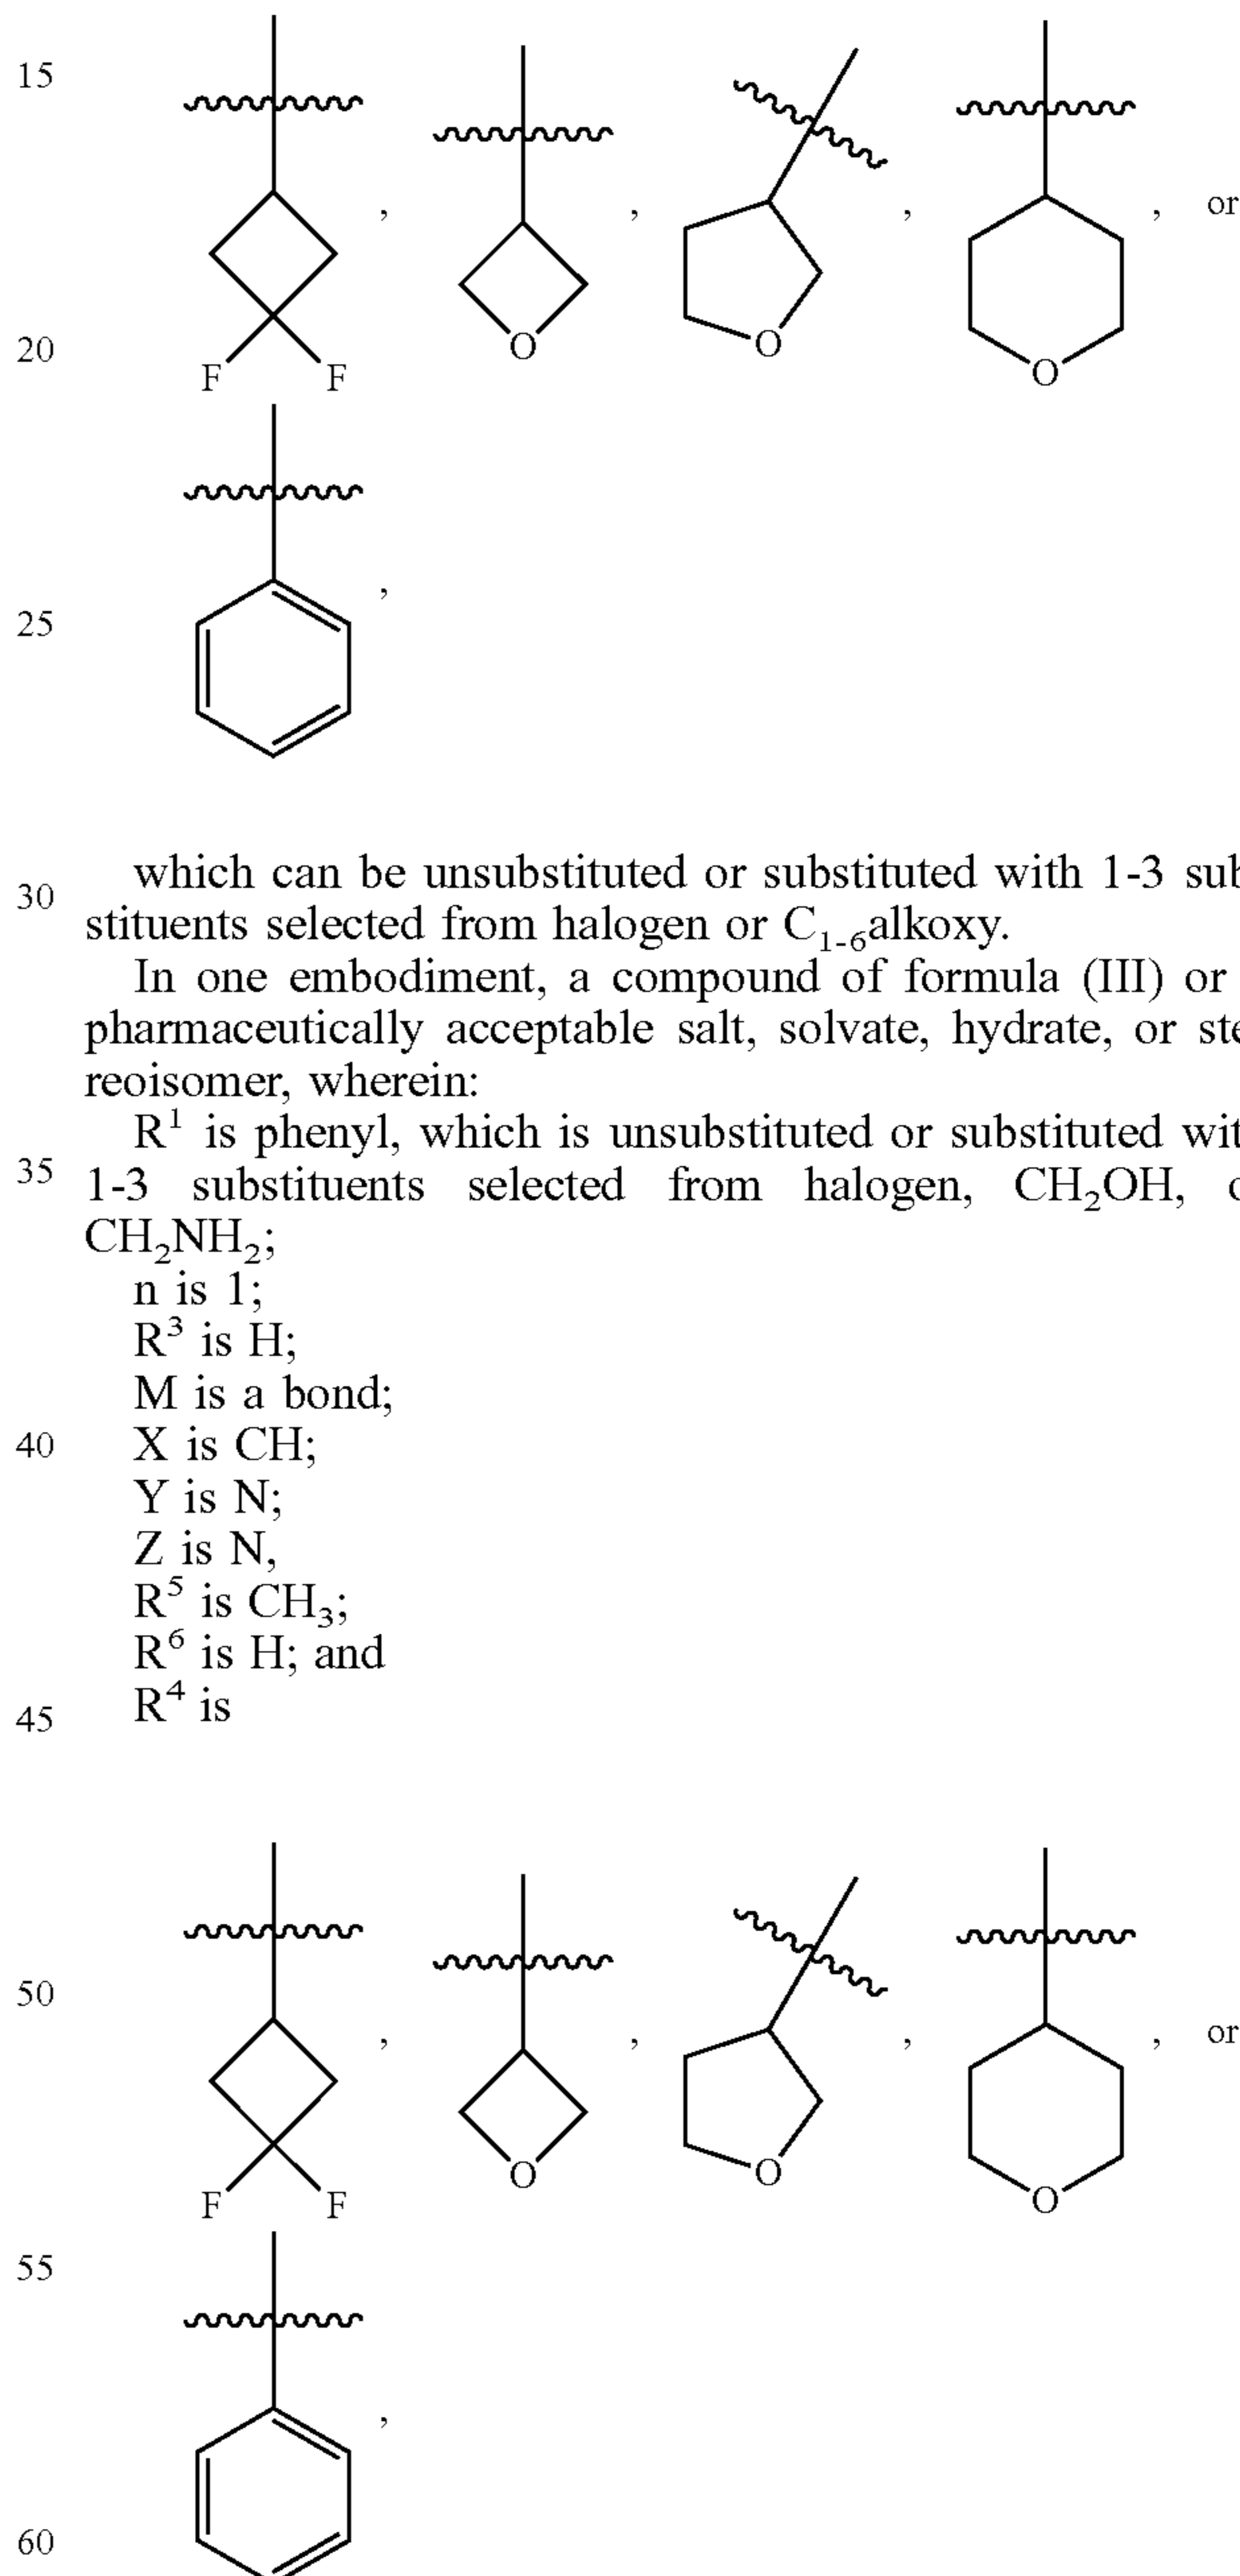 15
, , , , or
O
O
O
20
F F
,
25
which can be unsubstituted or substituted with 1-3 sub
30
stituents selected from halogen or C1-6alkoxy.
In one embodiment, a compound of formula (III) or
pharmaceutically acceptable salt, solvate, hydrate, or ste
reoisomer, wherein:
R1 is phenyl, which is unsubstituted or substituted wit
35
1-3 substituents selected from halogen, CH2OH, o
CH2NH2;
n is 1;
R3 is H;
M is a bond;
40 X is CH;
Y is N;
Z is N,
R5 is CH3;
R6 is H; and
45 R4 is
50
, , , , or
O
O
O
F F
55
,
60